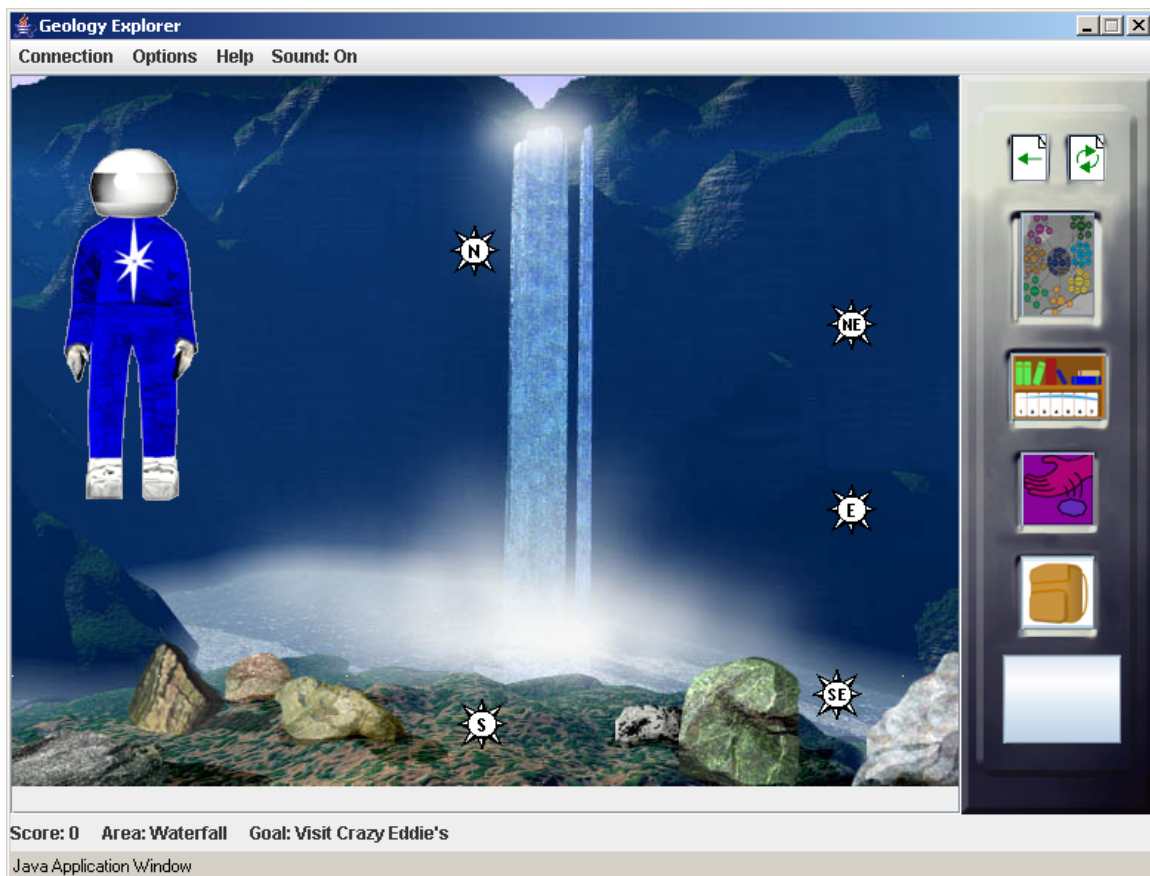 Geology Explorer
Connection Options Help Sound: On
N
NE
E
SE
S
Score: 0 Area: Waterfall Goal: Visit Crazy Eddie's
Java Application Window